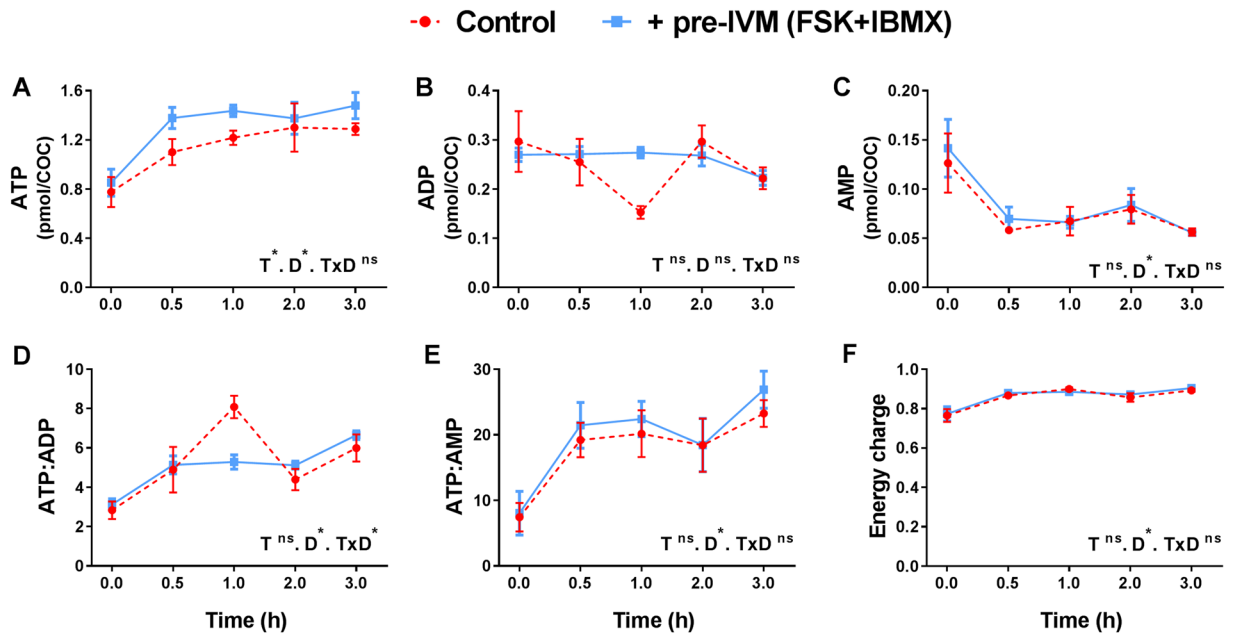 Control + pre-IVM (FSK+IBMX)
A
ATP
(pmol/COC)
1.6
1.2
0.8
0.4
0.0
T*. D*. TxD ns
0.0 0.5 1.0 2.0 3.0
B
ADP
(pmol/COC)
0.4
0.3
0.2
0.1
0.0
T ns. D ns. TxD ns
0.0 0.5 1.0 2.0 3.0
C
AMP
(pmol/COC)
0.20
0.15
0.10
0.05
0.00
T ns. D*. TxD ns
0.0 0.5 1.0 2.0 3.0
D
ATP:ADP
10
8
6
4
2
0
T ns. D*. TxD*
0.0 0.5 1.0 2.0 3.0
Time (h)
E
ATP:AMP
30
20
10
0
T ns. D*. TxD ns
0.0 0.5 1.0 2.0 3.0
Time (h)
F
Energy charge
1.0
0.8
0.6
0.4
0.2
0.0
T ns. D*. TxD ns
0.0 0.5 1.0 2.0 3.0
Time (h)